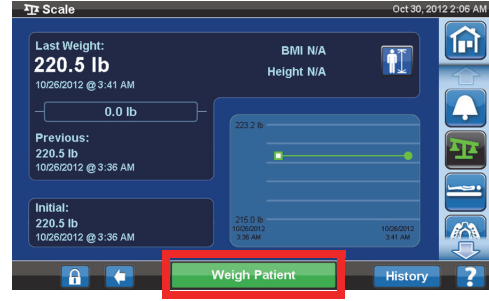 Scale
Oct 30, 2012 2:06 AM
Last Weight:
220.5 lb
10/26/2012 @ 3:41 AM
BMI N/A
Height N/A
0.0 lb
Previous:
220.5 lb
10/26/2012 @ 3:36 AM
Initial:
220.5 lb
10/26/2012 @ 3:36 AM
223.2 lb
215.0 lb
10/26/2012
3:36 AM
10/26/2012
3:41 AM
Weigh Patient
History
?